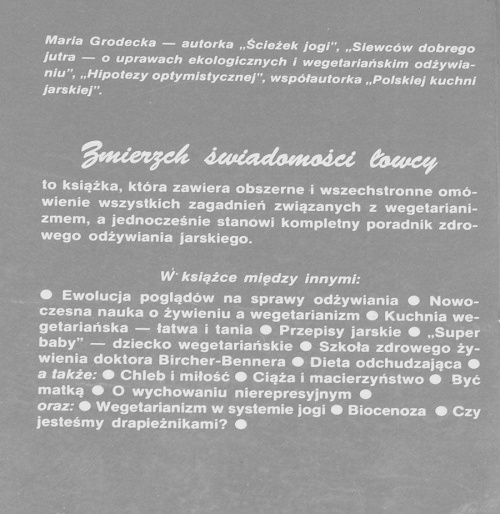 Maria Grodecka — autorka „Ścieżek jogi”, „Siewców dobrego
jutra — o uprawach ekologicznych i wegetariańskim odżywia-
niu”, „Hipotezy optymistycznej”, współautorka „Polskiej kuchni
jarskiej”.
Zmierzch świadomości łowcy
to książka, która zawiera obszerne i wszechstronne omó-
wienie wszystkich zagadnień związanych z wegetariani-
zmem, a jednocześnie stanowi kompletny poradnik zdro-
wego odżywiania jarskiego.
W książce między innymi:
● Ewolucja poglądów na sprawy odżywiania ● Nowo-
czesna nauka o żywieniu a wegetarianizm ● Kuchnia we-
getariańska — łatwa i tania ● Przepisy jarskie ● „Super
baby” — dziecko wegetariańskie ● Szkoła zdrowego ży-
wienia doktora Bircher-Bennera ● Dieta odchudzająca ●
a także: ● Chleb i miłość ● Ciąża i macierzyństwo ● Być
matką ● O wychowaniu nierepresyjnym ●
oraz: ● Wegetarianizm w systemie jogi ● Biocenoza ● Czy
jesteśmy drapieżnikami? ●